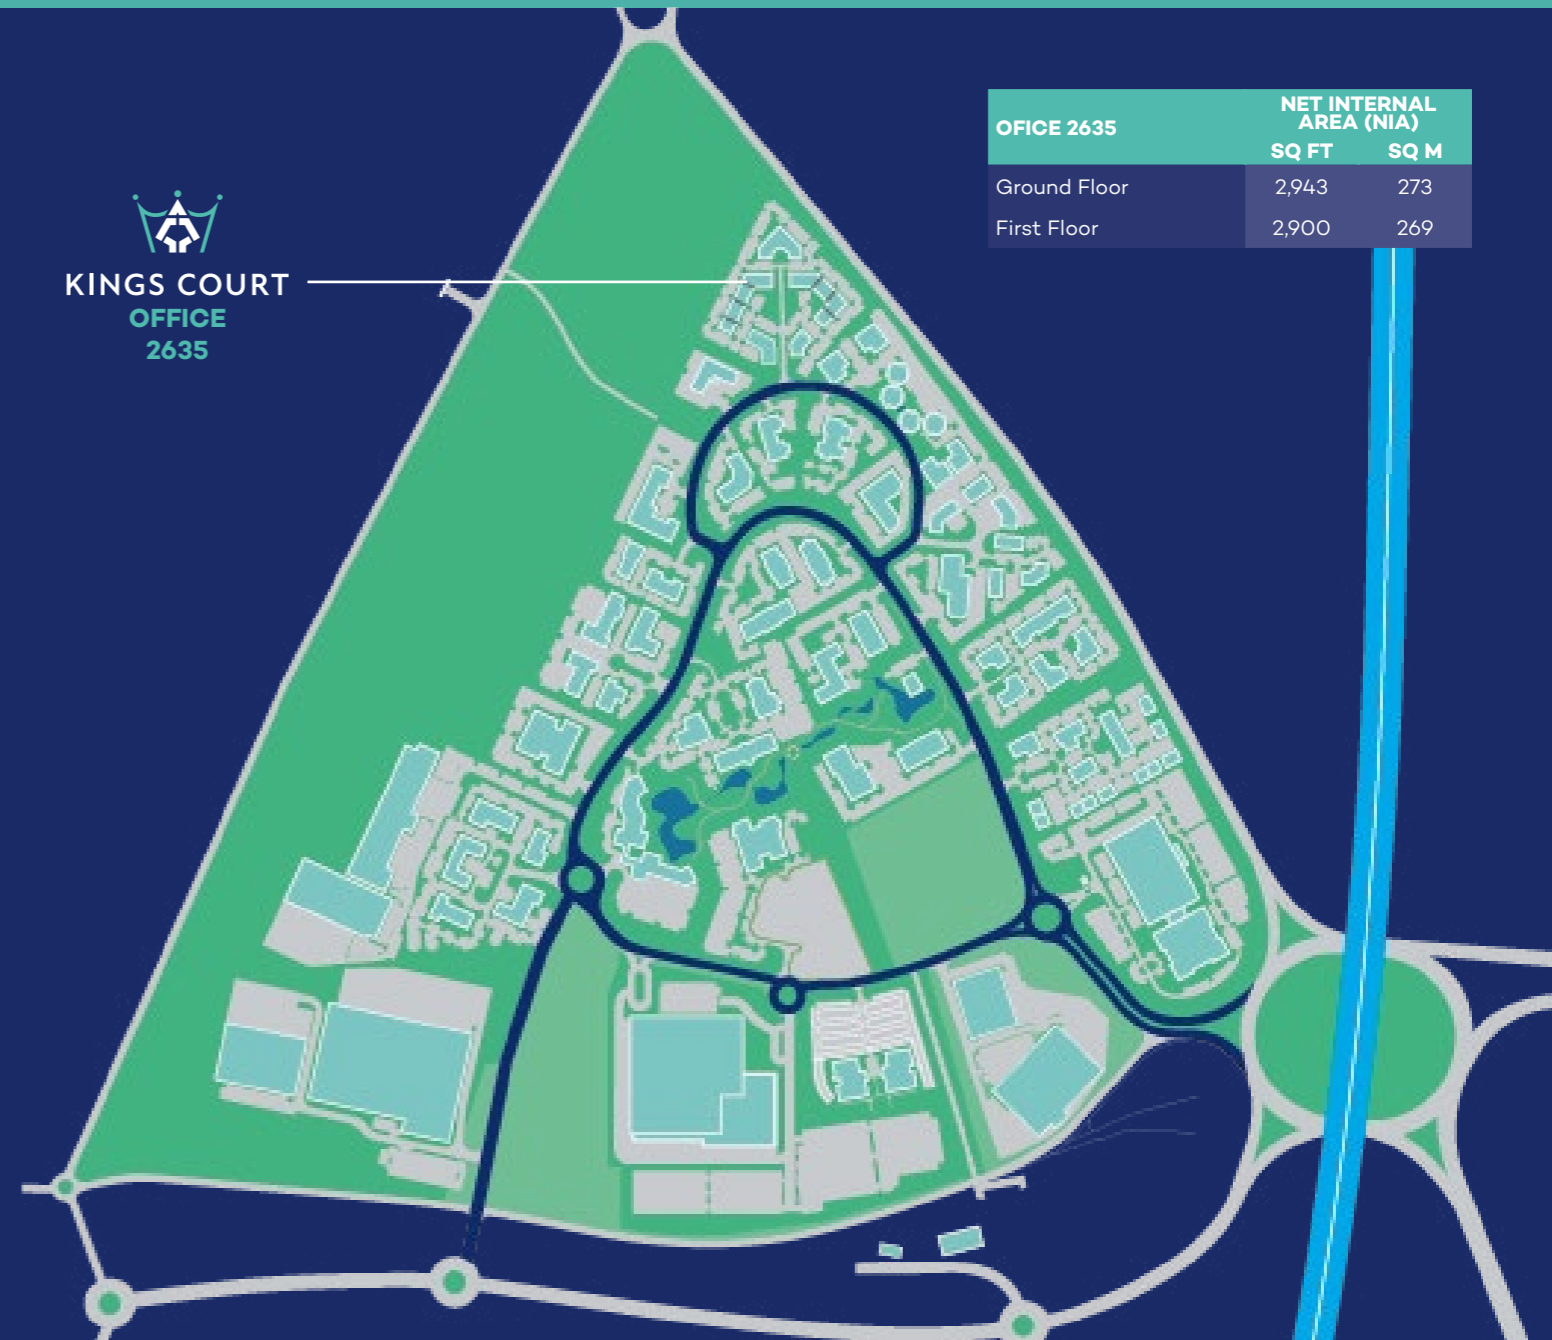 OFICE 2635
NET INTERNAL
AREA (NIA)
SQ FT SQ M
Ground Floor 2,943 273
First Floor 2,900 269
KINGS COURT
OFFICE
2635